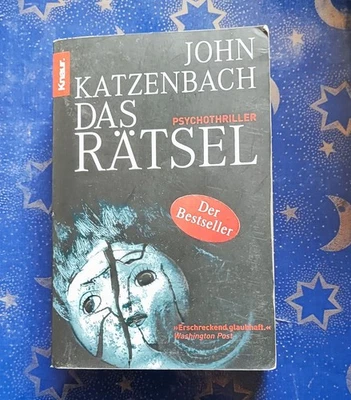 Knaur.
JOHN
KATZENBACH
DAS
PSYCHOTHRILLER
RÄTSEL
Der
Bestseller
»Erschreckend glaubhaft.«
Washington Post